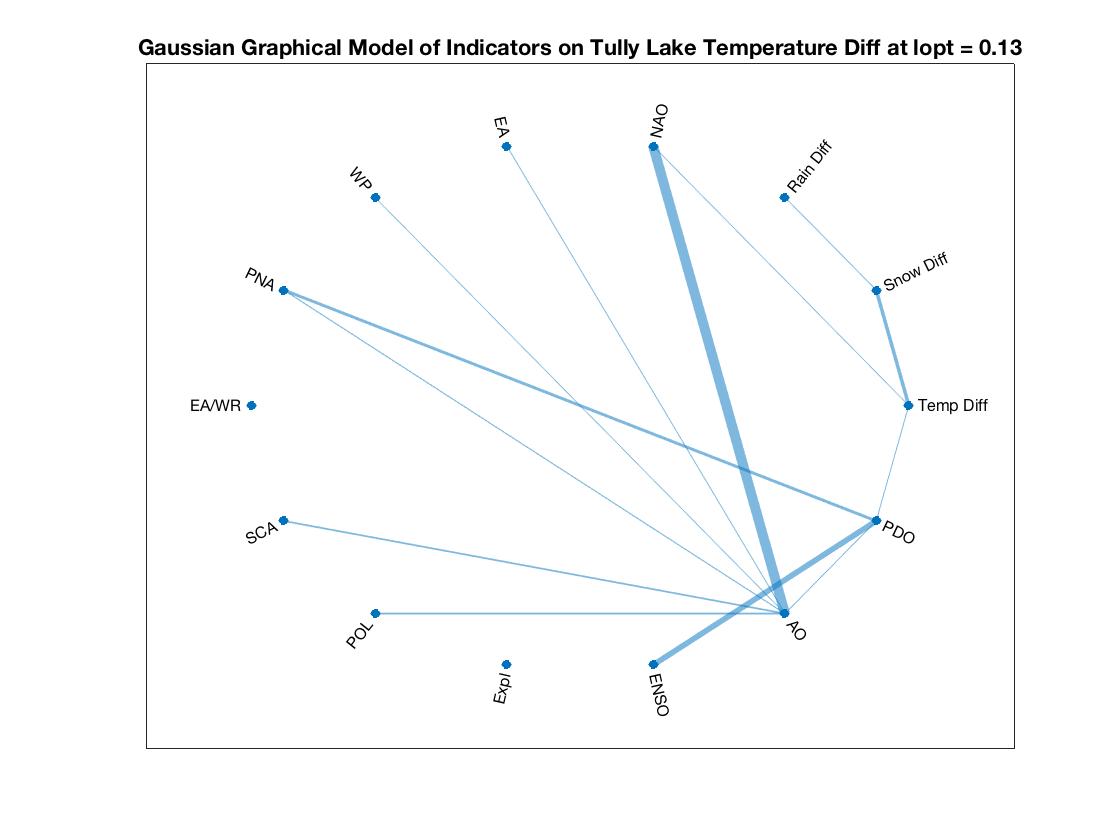 Gaussian Graphical Model of Indicators on Tully Lake Temperature Diff at lopt = 0.13
NAO
EA
Rain Diff
WP
Snow Diff
PNA
EA/WR
Temp Diff
SCA
PDO
POL
AO
Expl
ENSO